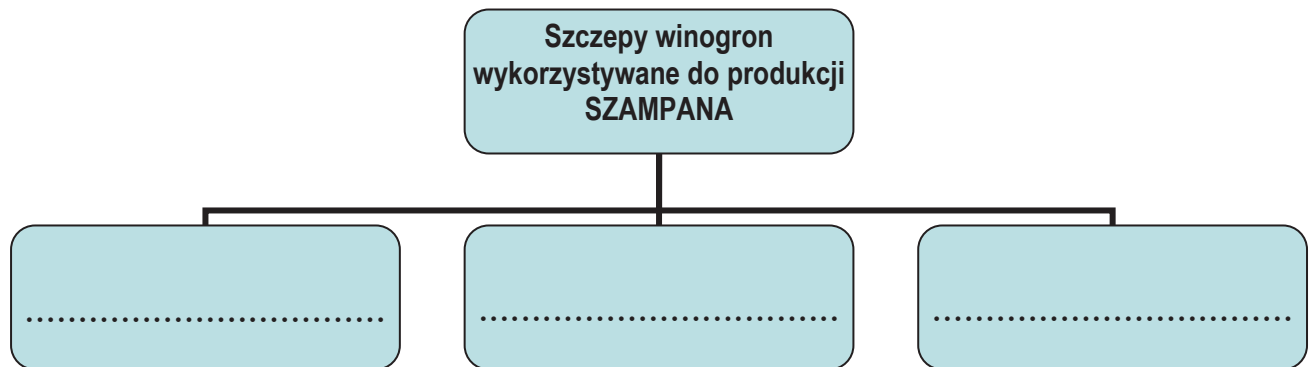 Szczepy winogron
wykorzystywane do produkcji
SZAMPANA
................................. ................................. .................................